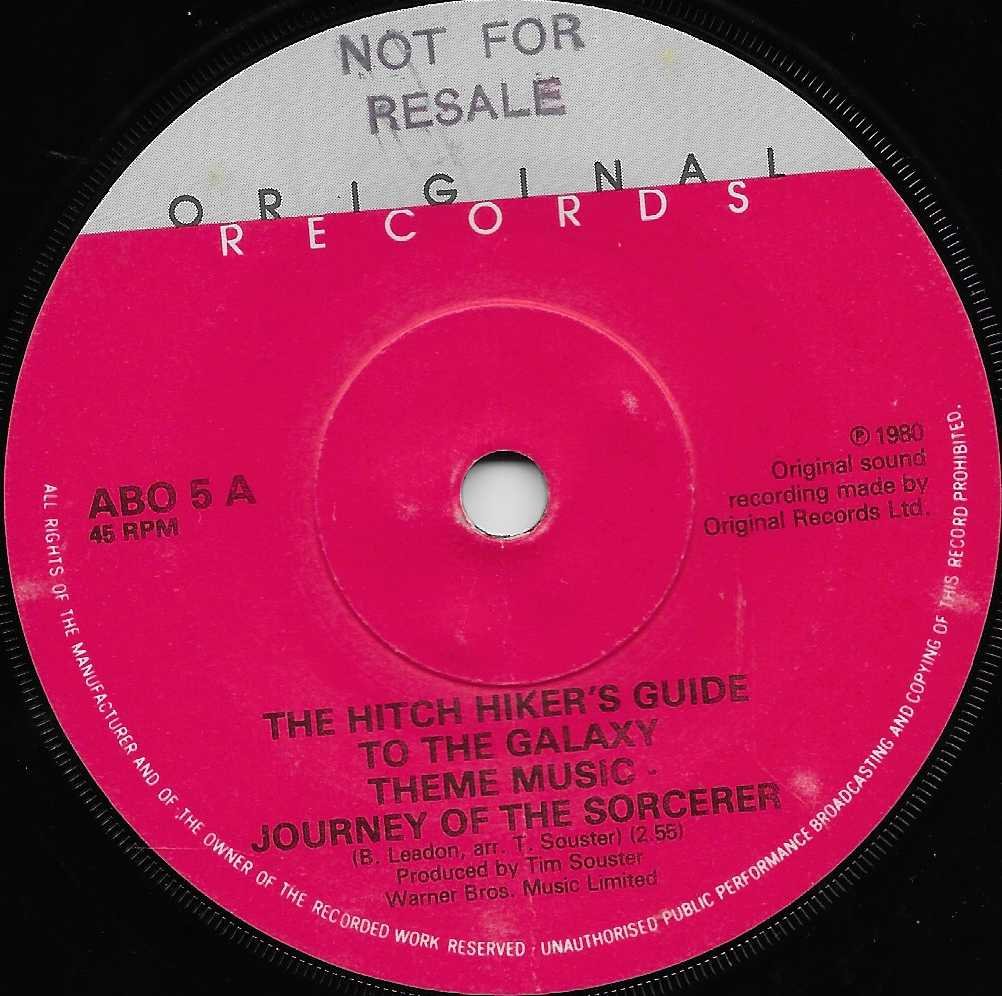 NOT FOR
RESALE
ORIGINAL
RECORDS
ABO 5 A
45 RPM
℗ 1980
Original sound
recording made by
Original Records Ltd.
THE HITCH HIKER'S GUIDE
TO THE GALAXY
THEME MUSIC -
JOURNEY OF THE SORCERER
(B. Leadon, arr. T. Souster) (2.55)
Produced by Tim Souster
Warner Bros. Music Limited
ALL RIGHTS OF THE MANUFACTURER AND OF THE OWNER OF THE RECORDED WORK RESERVED · UNAUTHORISED PUBLIC PERFORMANCE BROADCASTING AND COPYING OF THIS RECORD PROHIBITED.